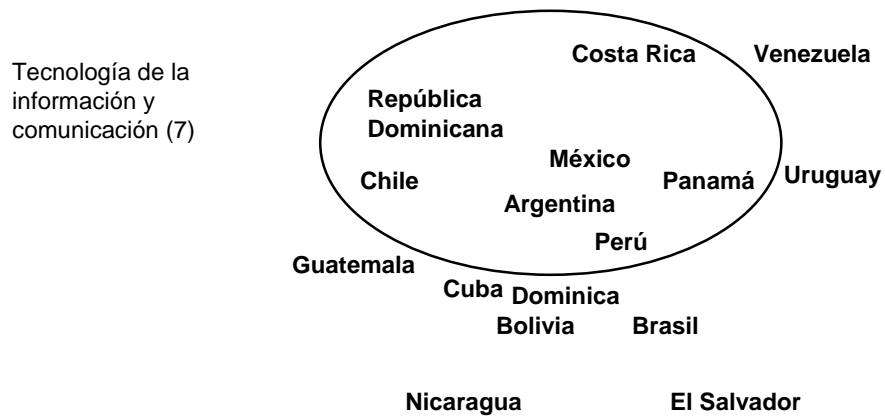 Tecnología de la
información y
comunicación (7)
Costa Rica
Venezuela
República
Dominicana
México
Chile
Panamá
Uruguay
Argentina
Perú
Guatemala
Cuba
Dominica
Bolivia
Brasil
Nicaragua
El Salvador